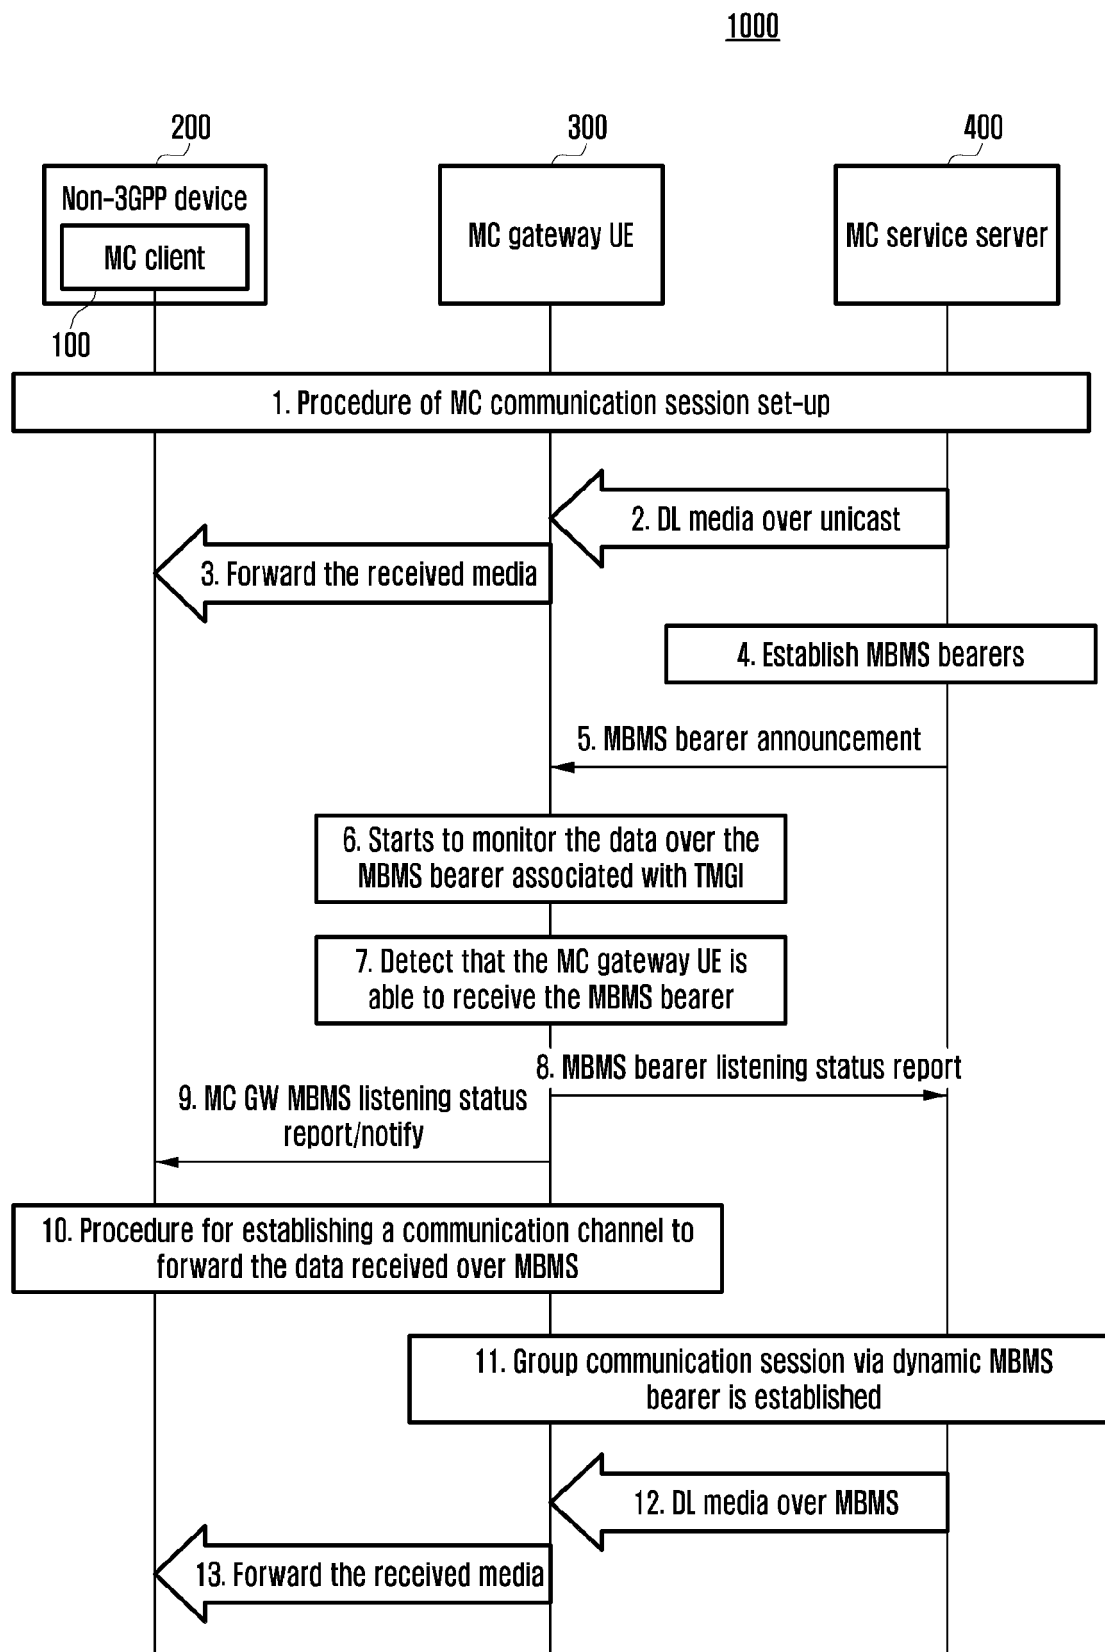 1000
200
300
400
Non-3GPP device
MC client
MC gateway UE
MC service server
100
1. Procedure of MC communication session set-up
2. DL media over unicast
3. Forward the received media
4. Establish MBMS bearers
5. MBMS bearer announcement
6. Starts to monitor the data over the
MBMS bearer associated with TMGI
7. Detect that the MC gateway UE is
able to receive the MBMS bearer
8. MBMS bearer listening status report
9. MC GW MBMS listening status
report/notify
10. Procedure for establishing a communication channel to
forward the data received over MBMS
11. Group communication session via dynamic MBMS
bearer is established
12. DL media over MBMS
13. Forward the received media